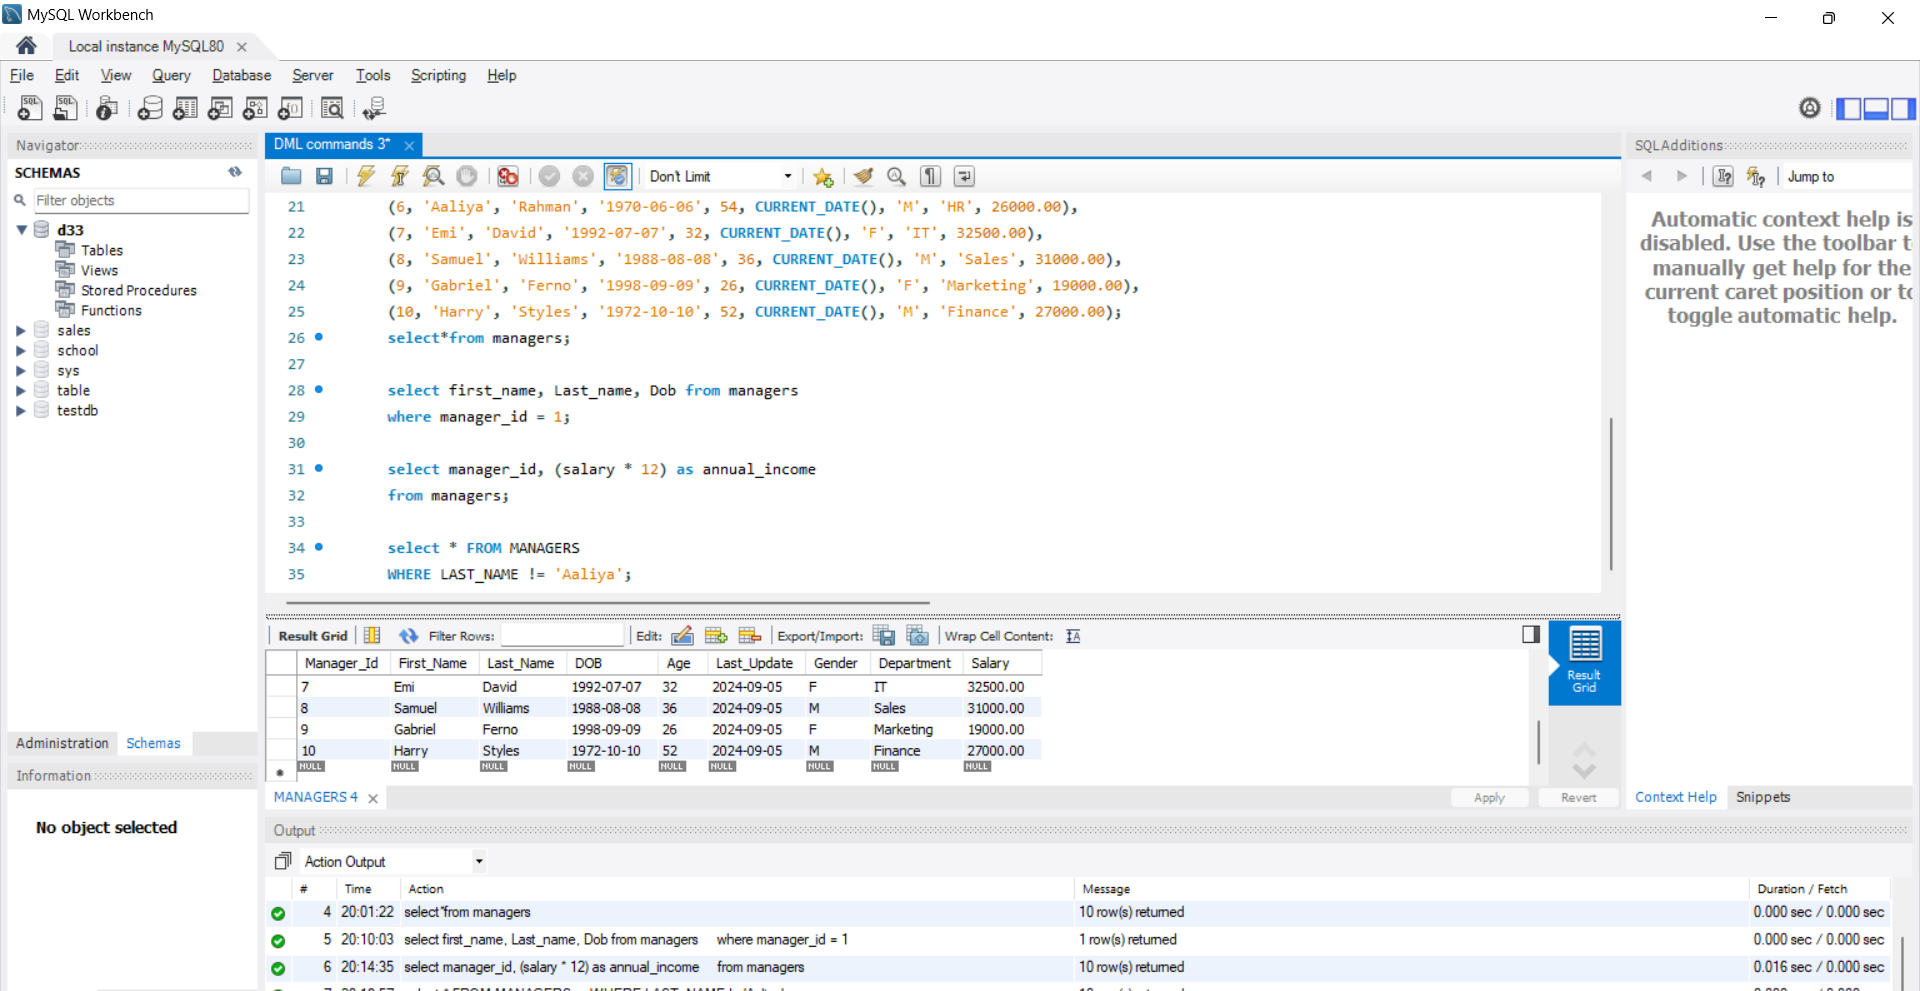 MySQL Workbench
Local instance MySQL80
File Edit View Query Database Server Tools Scripting Help
Navigator
SCHEMAS
Filter objects
d33
Tables
Views
Stored Procedures
Functions
sales
school
sys
table
testdb
Administration Schemas
Information
No object selected
DML commands 3*
Don't Limit
21 (6, 'Aaliya', 'Rahman', '1970-06-06', 54, CURRENT_DATE(), 'M', 'HR', 26000.00),
22 (7, 'Emi', 'David', '1992-07-07', 32, CURRENT_DATE(), 'F', 'IT', 32500.00),
23 (8, 'Samuel', 'Williams', '1988-08-08', 36, CURRENT_DATE(), 'M', 'Sales', 31000.00),
24 (9, 'Gabriel', 'Ferno', '1998-09-09', 26, CURRENT_DATE(), 'F', 'Marketing', 19000.00),
25 (10, 'Harry', 'Styles', '1972-10-10', 52, CURRENT_DATE(), 'M', 'Finance', 27000.00);
26 select*from managers;
27
28 select first_name, Last_name, Dob from managers
29 where manager_id = 1;
30
31 select manager_id, (salary * 12) as annual_income
32 from managers;
33
34 select * FROM MANAGERS
35 WHERE LAST_NAME != 'Aaliya';
Result Grid Filter Rows: Edit: Export/Import: Wrap Cell Content:
Manager_Id First_Name Last_Name DOB Age Last_Update Gender Department Salary
7 Emi David 1992-07-07 32 2024-09-05 F IT 32500.00
8 Samuel Williams 1988-08-08 36 2024-09-05 M Sales 31000.00
9 Gabriel Ferno 1998-09-09 26 2024-09-05 F Marketing 19000.00
10 Harry Styles 1972-10-10 52 2024-09-05 M Finance 27000.00
NULL NULL NULL NULL NULL NULL NULL NULL NULL
Result
Grid
MANAGERS 4
Apply Revert
SQLAdditions
Jump to
Automatic context help is
disabled. Use the toolbar
manually get help for the
current caret position or
toggle automatic help.
Context Help Snippets
Output
Action Output
# Time Action Message Duration / Fetch
4 20:01:22 select*from managers 10 row(s) returned 0.000 sec / 0.000 sec
5 20:10:03 select first_name, Last_name, Dob from managers where manager_id = 1 1 row(s) returned 0.000 sec / 0.000 sec
6 20:14:35 select manager_id, (salary * 12) as annual_income from managers 10 row(s) returned 0.016 sec / 0.000 sec